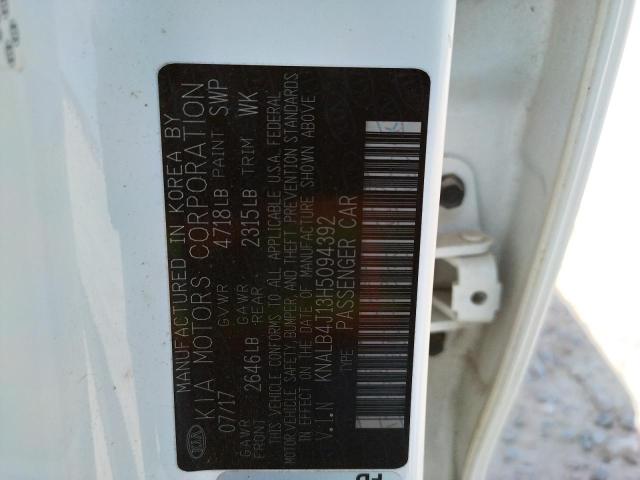 MANUFACTURED IN KOREA BY
KIA MOTORS CORPORATION
07/17 GVWR 4718LB PAINT SWP
GAWR FRONT 2646LB GAWR REAR 2315LB TRIM WK
THIS VEHICLE CONFORMS TO ALL APPLICABLE U.S.A. FEDERAL
MOTOR VEHICLE SAFETY, BUMPER, AND THEFT PREVENTION STANDARDS
IN EFFECT ON THE DATE OF MANUFACTURE SHOWN ABOVE
V.I.N KNALB4J13H5094392
TYPE: PASSENGER CAR
KIA